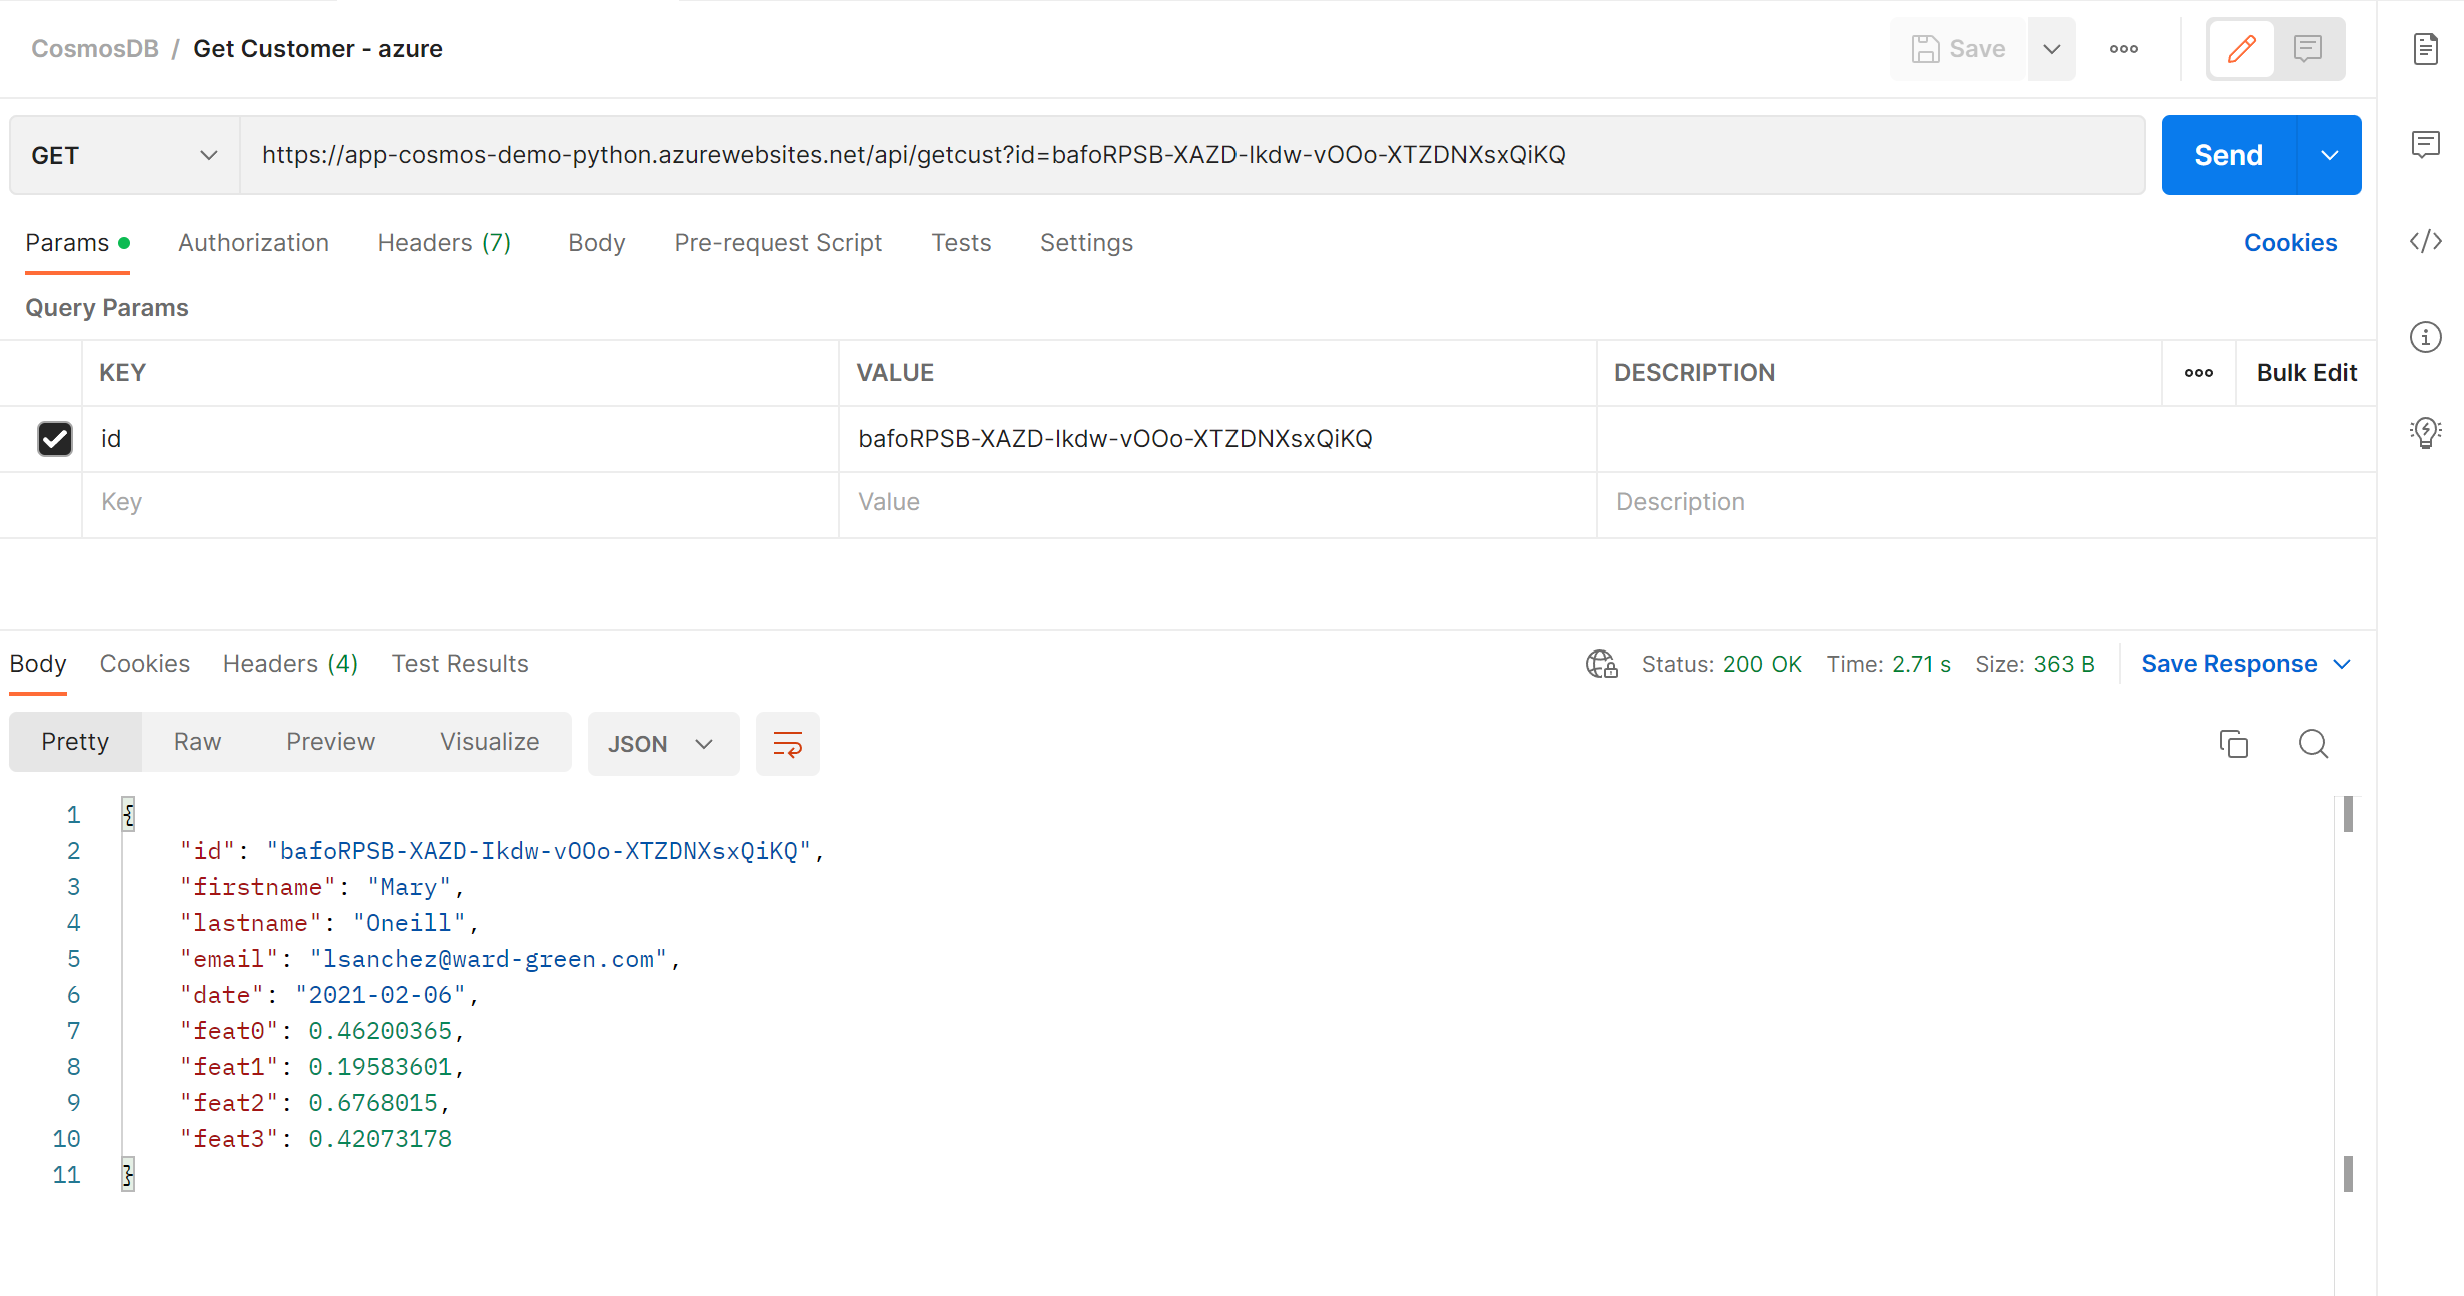 CosmosDB / Get Customer - azure
Save
GET https://app-cosmos-demo-python.azurewebsites.net/api/getcust?id=bafoRPSB-XAZD-Ikdw-vOOo-XTZDNXsxQiKQ Send
Params Authorization Headers (7) Body Pre-request Script Tests Settings Cookies
Query Params
KEY VALUE DESCRIPTION Bulk Edit
id bafoRPSB-XAZD-Ikdw-vOOo-XTZDNXsxQiKQ
Key Value Description
Body Cookies Headers (4) Test Results Status: 200 OK Time: 2.71 s Size: 363 B Save Response
Pretty Raw Preview Visualize JSON
1 {
2 "id": "bafoRPSB-XAZD-Ikdw-vOOo-XTZDNXsxQiKQ",
3 "firstname": "Mary",
4 "lastname": "Oneill",
5 "email": "lsanchez@ward-green.com",
6 "date": "2021-02-06",
7 "feat0": 0.46200365,
8 "feat1": 0.19583601,
9 "feat2": 0.6768015,
10 "feat3": 0.42073178
11 }